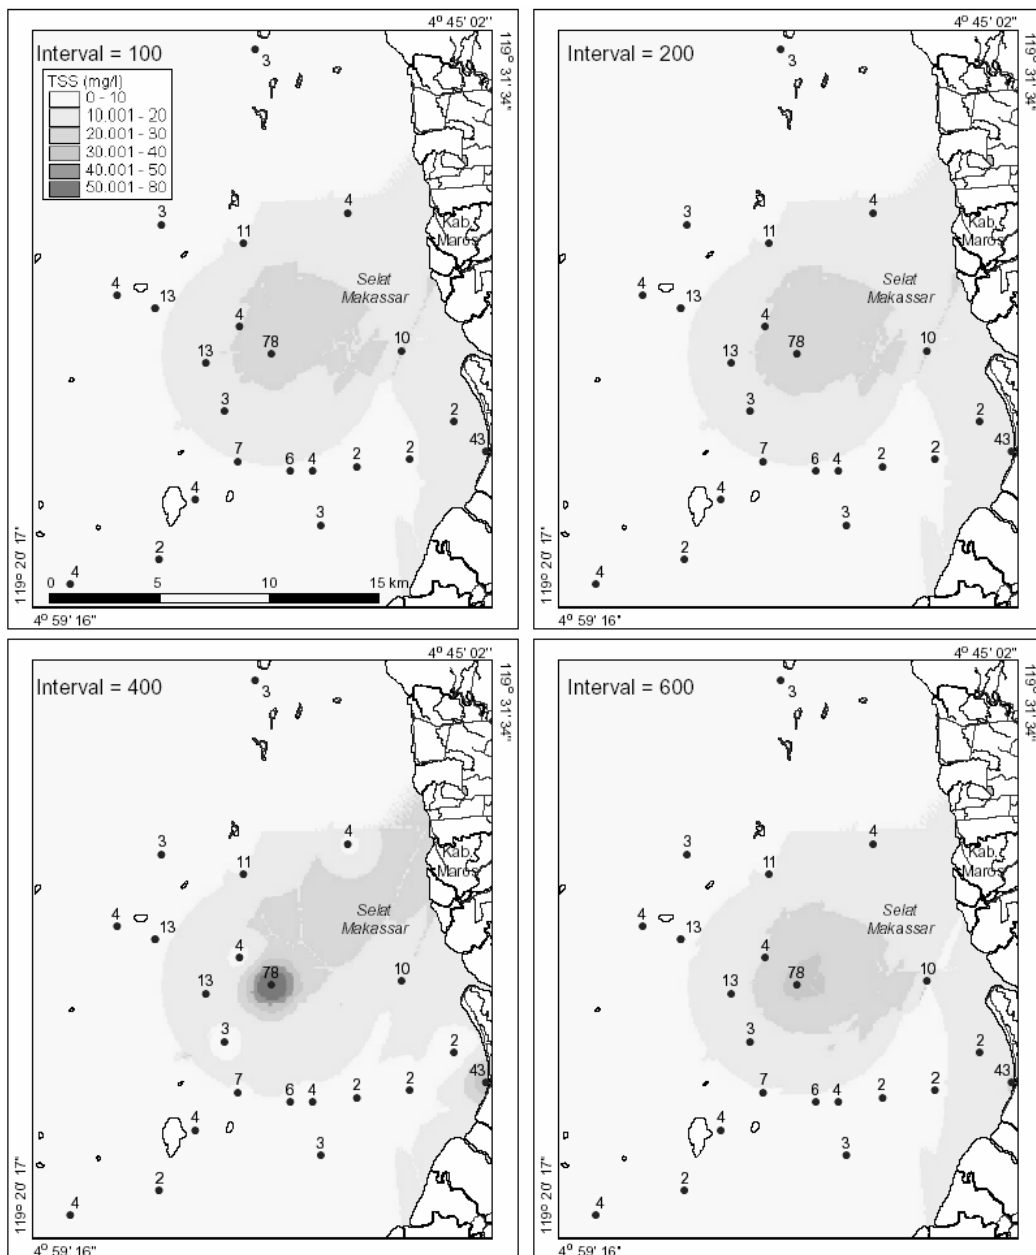 4° 45' 02"
Interval = 100
3
119° 31' 34"
TSS (mg/l)
0 - 10
10.001 - 20
20.001 - 30
30.001 - 40
40.001 - 50
50.001 - 80
3
4
11
Kab.
Maros
Selat
Makassar
4
13
4
78
13
10
3
2
43
7
6
4
2
2
4
3
2
4
0 5 10 15 km
119° 20' 17"
4° 59' 16"
4° 45' 02"
Interval = 200
3
119° 31' 34"
3
4
11
Kab.
Maros
Selat
Makassar
4
13
4
78
13
10
3
2
43
7
6
4
2
2
4
3
2
4
119° 20' 17"
4° 59' 16"
4° 45' 02"
Interval = 400
3
119° 31' 34"
3
4
11
Kab.
Maros
Selat
Makassar
4
13
4
78
13
10
3
2
43
7
6
4
2
2
4
3
2
4
119° 20' 17"
4° 59' 16"
4° 45' 02"
Interval = 600
3
119° 31' 34"
3
4
11
Kab.
Maros
Selat
Makassar
4
13
4
78
13
10
3
2
43
7
6
4
2
2
4
3
2
4
119° 20' 17"
4° 59' 16"